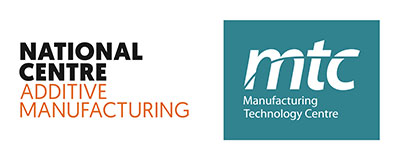 NATIONAL
CENTRE
ADDITIVE
MANUFACTURING
mtc
Manufacturing
Technology Centre